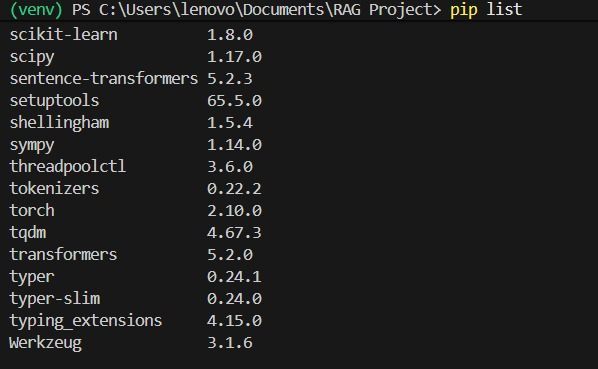 (venv) PS C:\Users\lenovo\Documents\RAG Project> pip list
scikit-learn 1.8.0
scipy 1.17.0
sentence-transformers 5.2.3
setuptools 65.5.0
shellingham 1.5.4
sympy 1.14.0
threadpoolctl 3.6.0
tokenizers 0.22.2
torch 2.10.0
tqdm 4.67.3
transformers 5.2.0
typer 0.24.1
typer-slim 0.24.0
typing_extensions 4.15.0
Werkzeug 3.1.6